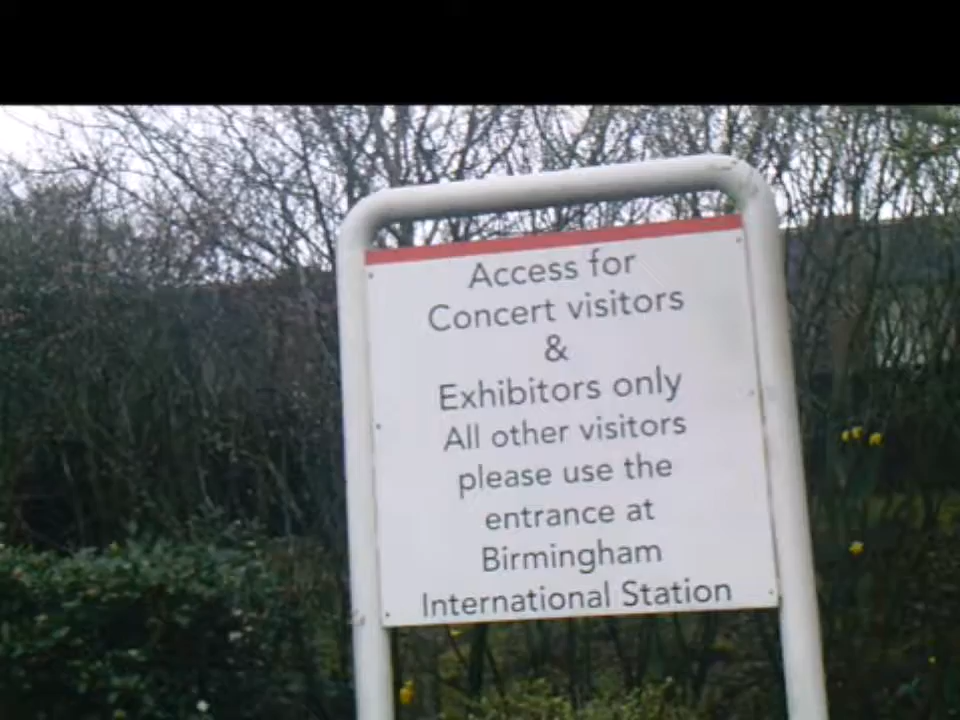 Access for
Concert visitors
&
Exhibitors only
All other visitors
please use the
entrance at
Birmingham
International Station